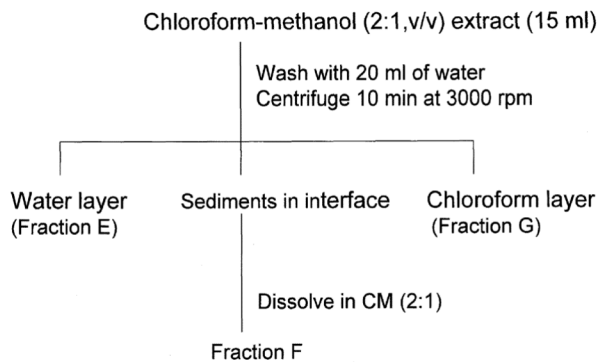 Chloroform-methanol (2:1,v/v) extract (15 ml)
Wash with 20 ml of water
Centrifuge 10 min at 3000 rpm
Water layer
(Fraction E)
Sediments in interface
Chloroform layer
(Fraction G)
Dissolve in CM (2:1)
Fraction F